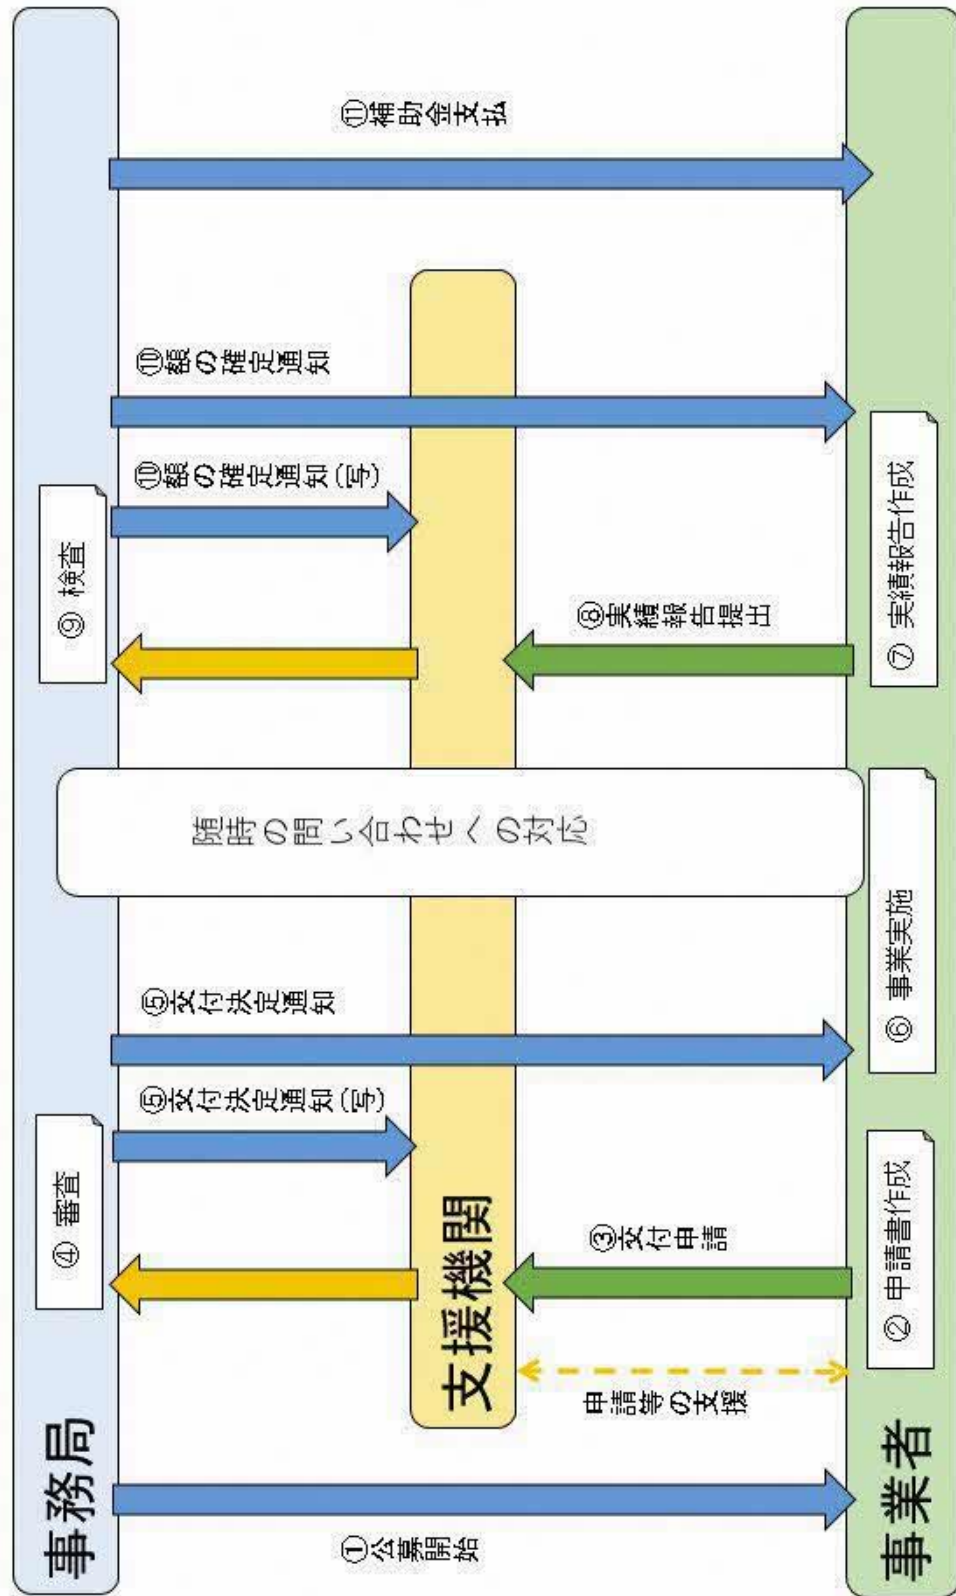 事務局
支援機関
事業者
①公募開始
申請等の支援
② 申請書作成
③交付申請
④ 審査
⑤交付決定通知(写)
⑤交付決定通知
⑥ 事業実施
随時の問い合わせへの対応
⑦ 実績報告作成
⑧実績報告提出
⑨ 検査
⑩額の確定通知(写)
⑩額の確定通知
⑪補助金支払